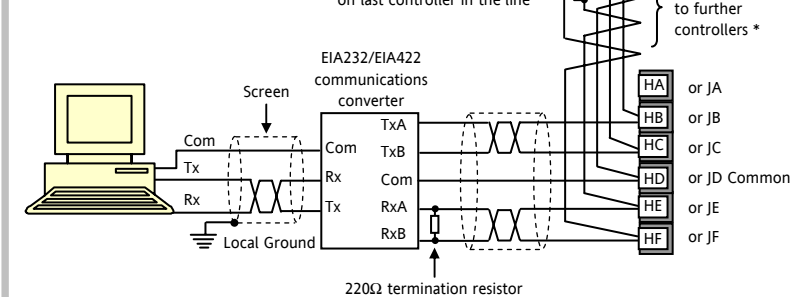 on last controller in the line
to further
controllers *
EIA232/EIA422
communications
converter
Screen
HA or JA
TxA HB or JB
Com Com TxB HC or JC
Tx Rx Com HD or JD Common
Rx Tx RxA HE or JE
RxB HF or JF
Local Ground
220Ω termination resistor